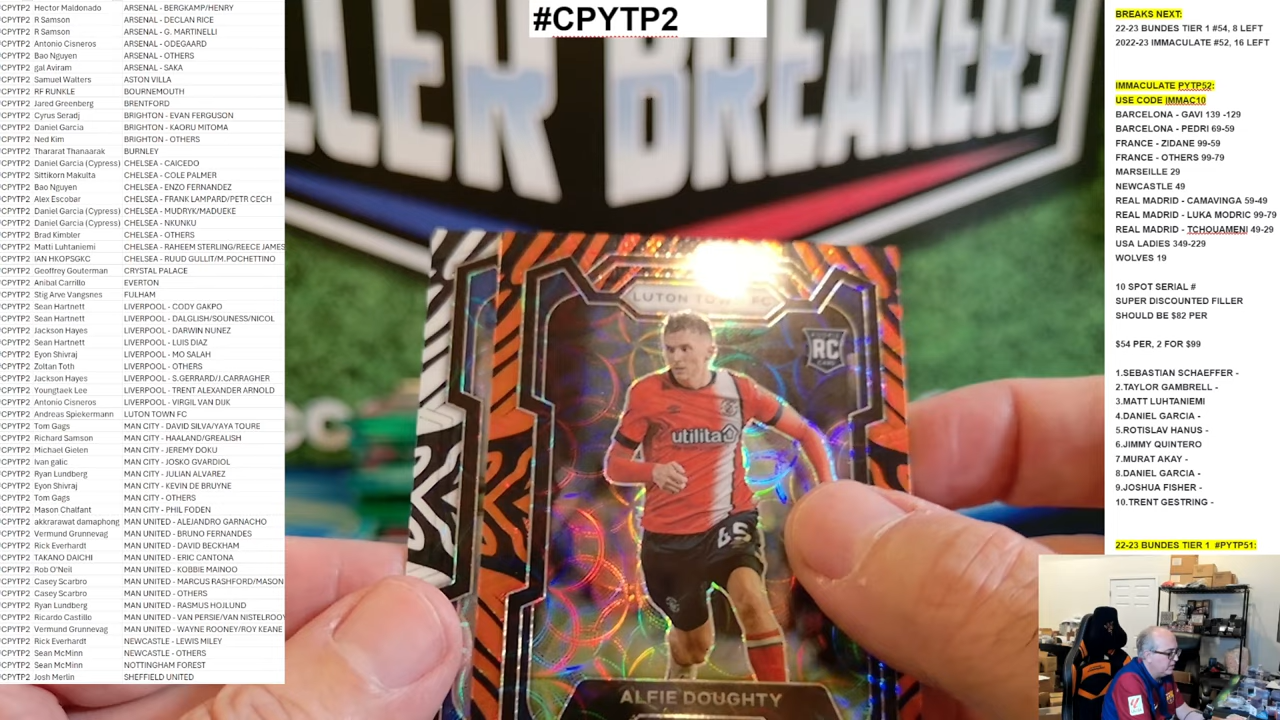 #CPYTP2
CPYTP2 Hector Maldonado ARSENAL - BERGKAMP/HENRY
CPYTP2 R Samson ARSENAL - DECLAN RICE
CPYTP2 R Samson ARSENAL - G. MARTINELLI
CPYTP2 Antonio Cisneros ARSENAL - ODEGAARD
CPYTP2 Bao Nguyen ARSENAL - OTHERS
CPYTP2 gal Aviram ARSENAL - SAKA
CPYTP2 Samuel Walters ASTON VILLA
CPYTP2 RF RUNKLE BOURNEMOUTH
CPYTP2 Jared Greenberg BRENTFORD
CPYTP2 Cyrus Seradj BRIGHTON - EVAN FERGUSON
CPYTP2 Daniel Garcia BRIGHTON - KAORU MITOMA
CPYTP2 Ned Kim BRIGHTON - OTHERS
CPYTP2 Thararat Thanaarak BURNLEY
CPYTP2 Daniel Garcia (Cypress) CHELSEA - CAICEDO
CPYTP2 Sittikorn Makulta CHELSEA - COLE PALMER
CPYTP2 Bao Nguyen CHELSEA - ENZO FERNANDEZ
CPYTP2 Alex Escobar CHELSEA - FRANK LAMPARD/PETR CECH
CPYTP2 Daniel Garcia (Cypress) CHELSEA - MUDRYK/MADUEKE
CPYTP2 Daniel Garcia (Cypress) CHELSEA - NKUNKU
CPYTP2 Brad Kimbler CHELSEA - OTHERS
CPYTP2 Matti Luhtaniemi CHELSEA - RAHEEM STERLING/REECE JAMES
CPYTP2 IAN HKOPSGKC CHELSEA - RUUD GULLIT/M.POCHETTINO
CPYTP2 Geoffrey Gouterman CRYSTAL PALACE
CPYTP2 Anibal Carrillo EVERTON
CPYTP2 Stig Arve Vangsnes FULHAM
CPYTP2 Sean Hartnett LIVERPOOL - CODY GAKPO
CPYTP2 Sean Hartnett LIVERPOOL - DALGLISH/SOUNESS/NICOL
CPYTP2 Jackson Hayes LIVERPOOL - DARWIN NUNEZ
CPYTP2 Sean Hartnett LIVERPOOL - LUIS DIAZ
CPYTP2 Eyon Shivraj LIVERPOOL - MO SALAH
CPYTP2 Zoltan Toth LIVERPOOL - OTHERS
CPYTP2 Jackson Hayes LIVERPOOL - S.GERRARD/J.CARRAGHER
CPYTP2 Youngtaek Lee LIVERPOOL - TRENT ALEXANDER ARNOLD
CPYTP2 Antonio Cisneros LIVERPOOL - VIRGIL VAN DIJK
CPYTP2 Andreas Spiekermann LUTON TOWN FC
CPYTP2 Tom Gags MAN CITY - DAVID SILVA/YAYA TOURE
CPYTP2 Richard Samson MAN CITY - HAALAND/GREALISH
CPYTP2 Michael Gielen MAN CITY - JEREMY DOKU
CPYTP2 Ivan galic MAN CITY - JOSKO GVARDIOL
CPYTP2 Ryan Lundberg MAN CITY - JULIAN ALVAREZ
CPYTP2 Eyon Shivraj MAN CITY - KEVIN DE BRUYNE
CPYTP2 Tom Gags MAN CITY - OTHERS
CPYTP2 Mason Chalfant MAN CITY - PHIL FODEN
CPYTP2 akkrarawat damaphong MAN UNITED - ALEJANDRO GARNACHO
CPYTP2 Vermund Grunnevag MAN UNITED - BRUNO FERNANDES
CPYTP2 Rick Everhardt MAN UNITED - DAVID BECKHAM
CPYTP2 TAKANO DAICHI MAN UNITED - ERIC CANTONA
CPYTP2 Rob O'Neil MAN UNITED - KOBBIE MAINOO
CPYTP2 Casey Scarbro MAN UNITED - MARCUS RASHFORD/MASON
CPYTP2 Casey Scarbro MAN UNITED - OTHERS
CPYTP2 Ryan Lundberg MAN UNITED - RASMUS HOJLUND
CPYTP2 Ricardo Castillo MAN UNITED - VAN PERSIE/VAN NISTELROOY
CPYTP2 Vermund Grunnevag MAN UNITED - WAYNE ROONEY/ROY KEANE
CPYTP2 Rick Everhardt NEWCASTLE - LEWIS MILEY
CPYTP2 Sean McMinn NEWCASTLE - OTHERS
CPYTP2 Sean McMinn NOTTINGHAM FOREST
CPYTP2 Josh Merlin SHEFFIELD UNITED
LLER BREAKERS
LUTON TOWN FC
RC
utilita
45
ALFIE DOUGHTY
BREAKS NEXT:
22-23 BUNDES TIER 1 #54, 8 LEFT
2022-23 IMMACULATE #52, 16 LEFT
IMMACULATE PYTP52:
USE CODE IMMAC10
BARCELONA - GAVI 139 -129
BARCELONA - PEDRI 69-59
FRANCE - ZIDANE 99-59
FRANCE - OTHERS 99-79
MARSEILLE 29
NEWCASTLE 49
REAL MADRID - CAMAVINGA 59-49
REAL MADRID - LUKA MODRIC 99-79
REAL MADRID - TCHOUAMENI 49-29
USA LADIES 349-229
WOLVES 19
10 SPOT SERIAL #
SUPER DISCOUNTED FILLER
SHOULD BE $82 PER
$54 PER, 2 FOR $99
1.SEBASTIAN SCHAEFFER -
2.TAYLOR GAMBRELL -
3.MATT LUHTANIEMI
4.DANIEL GARCIA -
5.ROTISLAV HANUS -
6.JIMMY QUINTERO
7.MURAT AKAY -
8.DANIEL GARCIA -
9.JOSHUA FISHER -
10.TRENT GESTRING -
22-23 BUNDES TIER 1 #PYTP51: